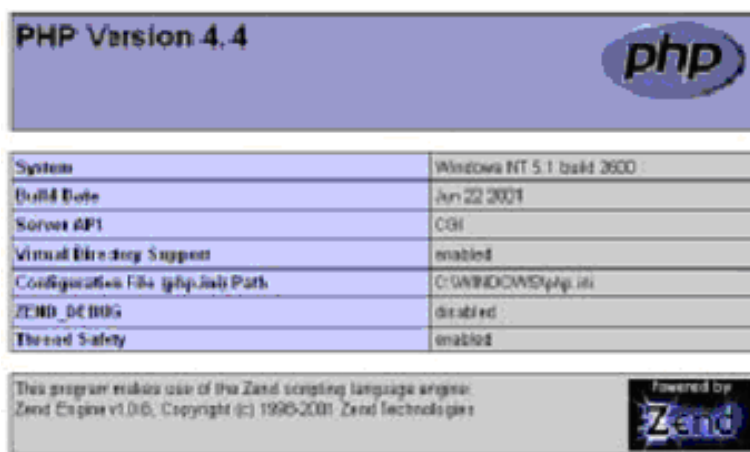 PHP Version 4.4
php
System Windows NT 5.1 build 2600
Build Date Jun 22 2001
Server API CGI
Virtual Directory Support enabled
Configuration File (php.ini) Path C:\WINDOWS\php.ini
ZEND_DEBUG disabled
Thread Safety enabled
This program makes use of the Zend scripting language engine:
Zend Engine v1.0.6, Copyright (c) 1998-2001 Zend Technologies
Powered by
Zend